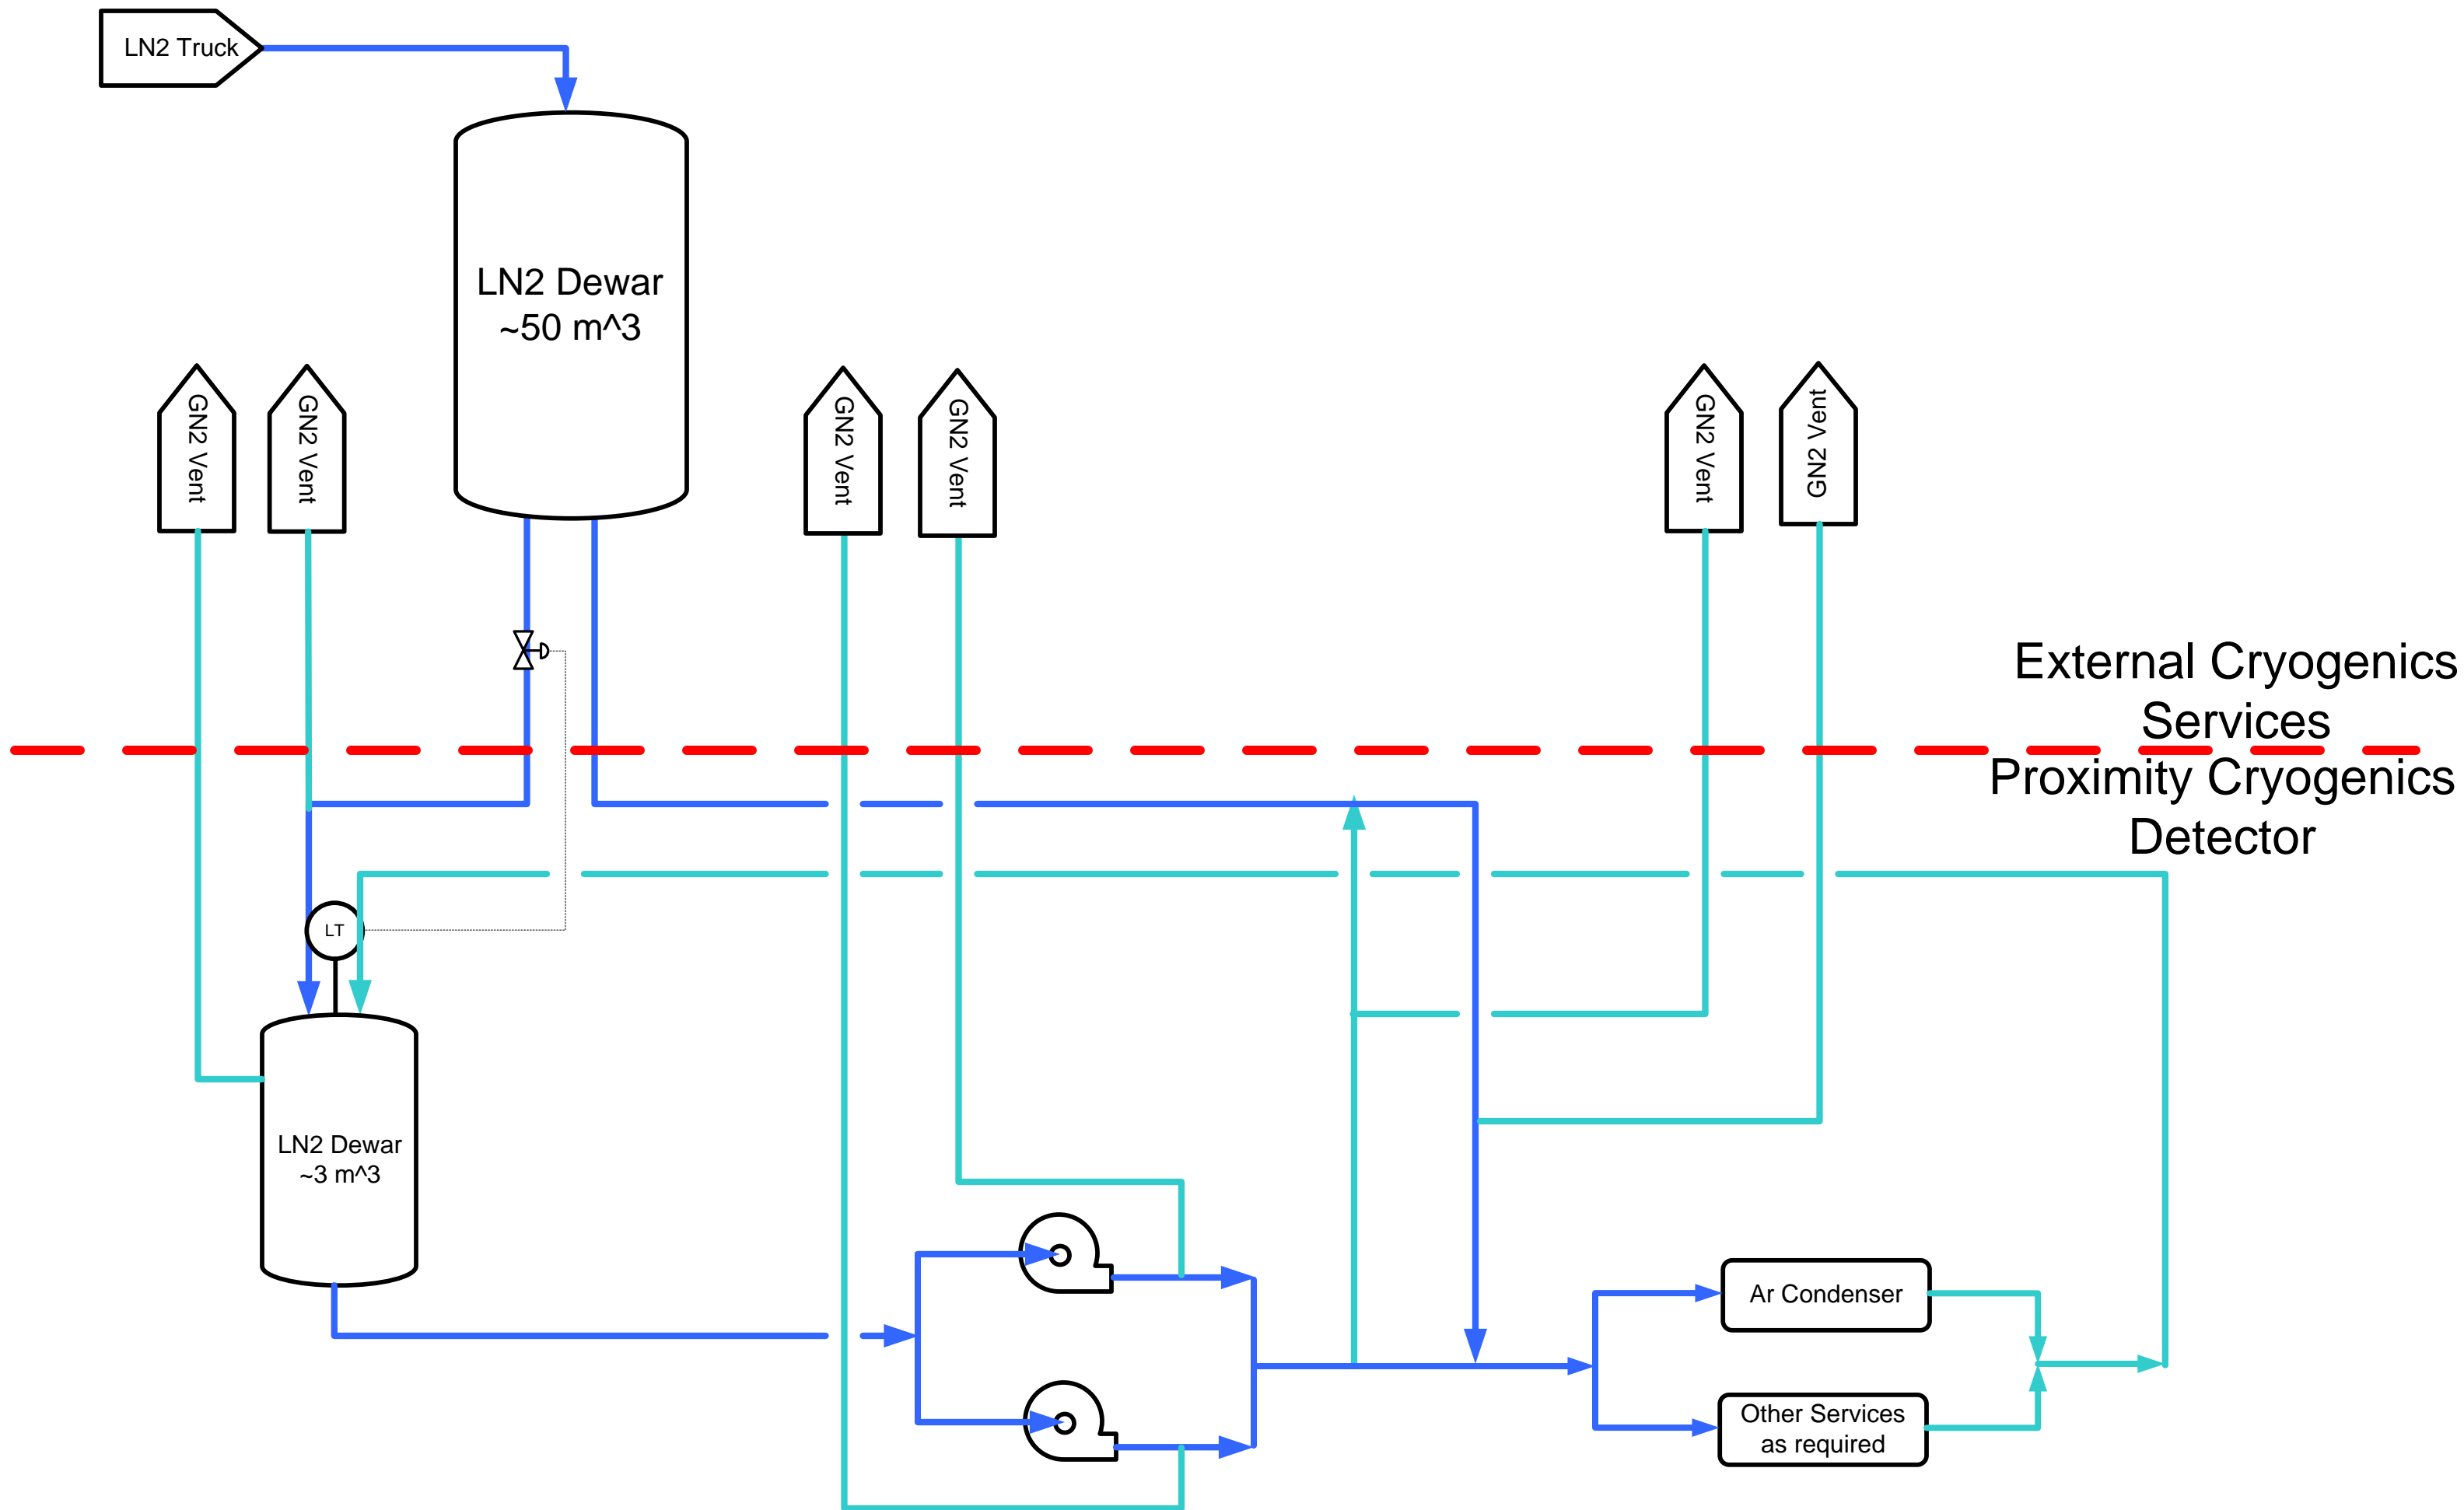 LN2 Truck
LN2 Dewar
~50 m^3
GN2 Vent
GN2 Vent
GN2 Vent
GN2 Vent
GN2 Vent
GN2 Vent
External Cryogenics
Services
Proximity Cryogenics
Detector
LT
LN2 Dewar
~3 m^3
Ar Condenser
Other Services
as required